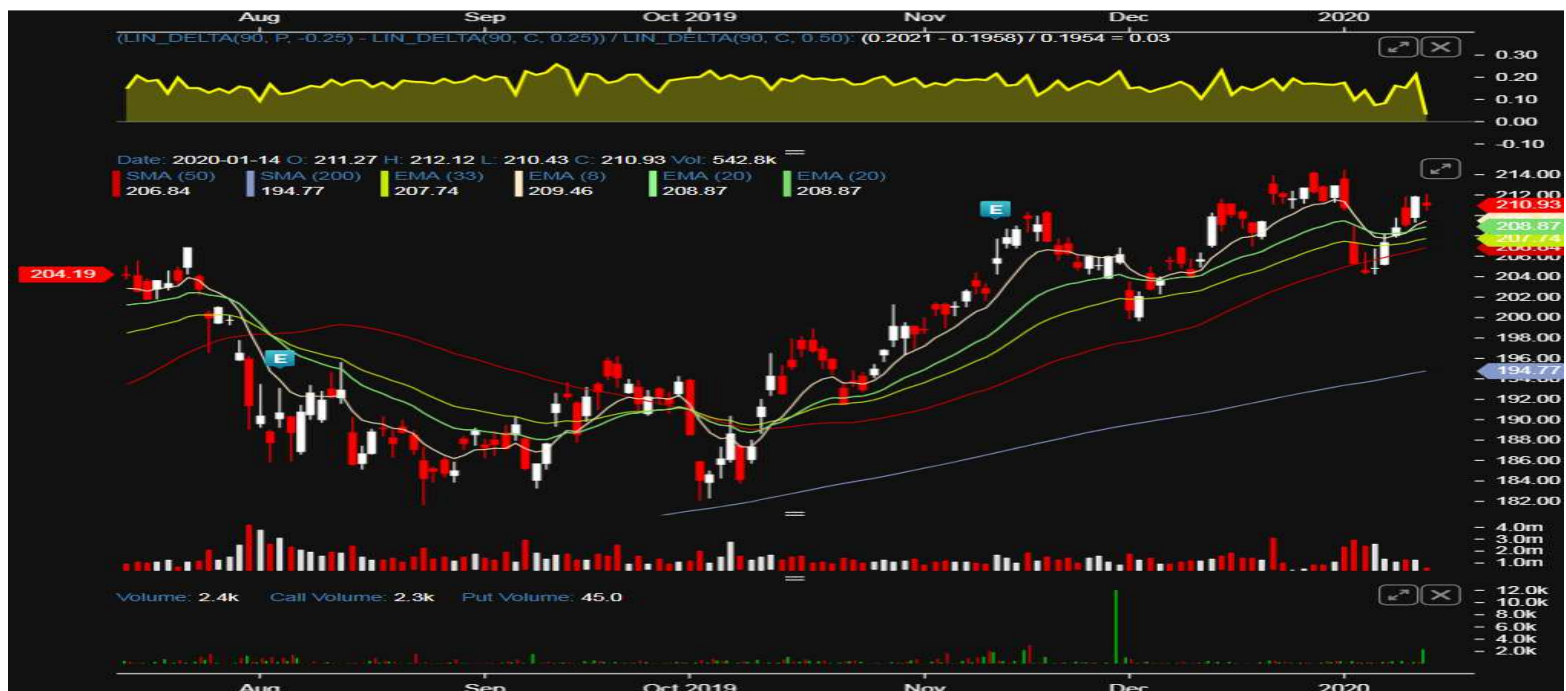 Aug Sep Oct 2019 Nov Dec 2020
(LIN_DELTA(90, P, -0.25) - LIN_DELTA(90, C, 0.25)) / LIN_DELTA(90, C, 0.50): (0.2021 - 0.1958) / 0.1954 = 0.03
0.30
0.20
0.10
0.00
-0.10
Date: 2020-01-14 O: 211.27 H: 212.12 L: 210.43 C: 210.93 Vol: 542.8k
SMA (50) SMA (200) EMA (33) EMA (8) EMA (20) EMA (20)
206.84 194.77 207.74 209.46 208.87 208.87
214.00
212.00
210.93
208.87
207.74
206.00
204.19
204.00
202.00
200.00
198.00
196.00
194.77
194.00
192.00
190.00
188.00
186.00
184.00
182.00
E
E
4.0m
3.0m
2.0m
1.0m
Volume: 2.4k Call Volume: 2.3k Put Volume: 45.0
12.0k
10.0k
8.0k
6.0k
4.0k
2.0k
Aug Sep Oct 2019 Nov Dec 2020